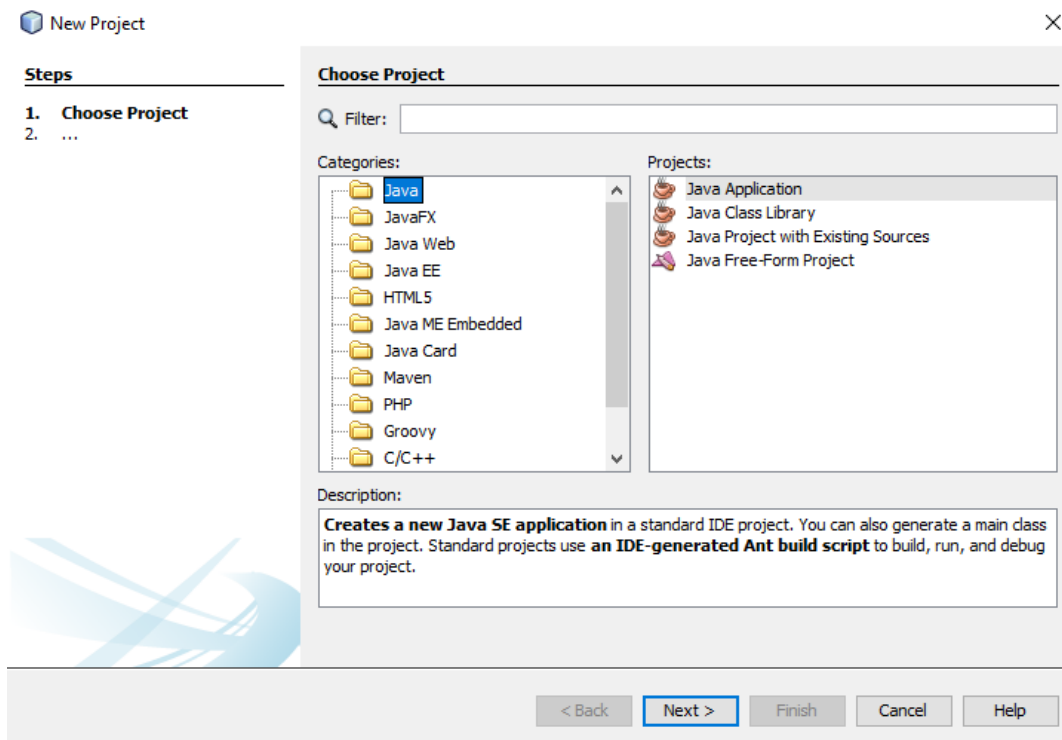 New Project
Steps
1. Choose Project
2. ...
Choose Project
Filter:
Categories:
Java
JavaFX
Java Web
Java EE
HTML5
Java ME Embedded
Java Card
Maven
PHP
Groovy
C/C++
Projects:
Java Application
Java Class Library
Java Project with Existing Sources
Java Free-Form Project
Description:
Creates a new Java SE application in a standard IDE project. You can also generate a main class
in the project. Standard projects use an IDE-generated Ant build script to build, run, and debug
your project.
< Back
Next >
Finish
Cancel
Help